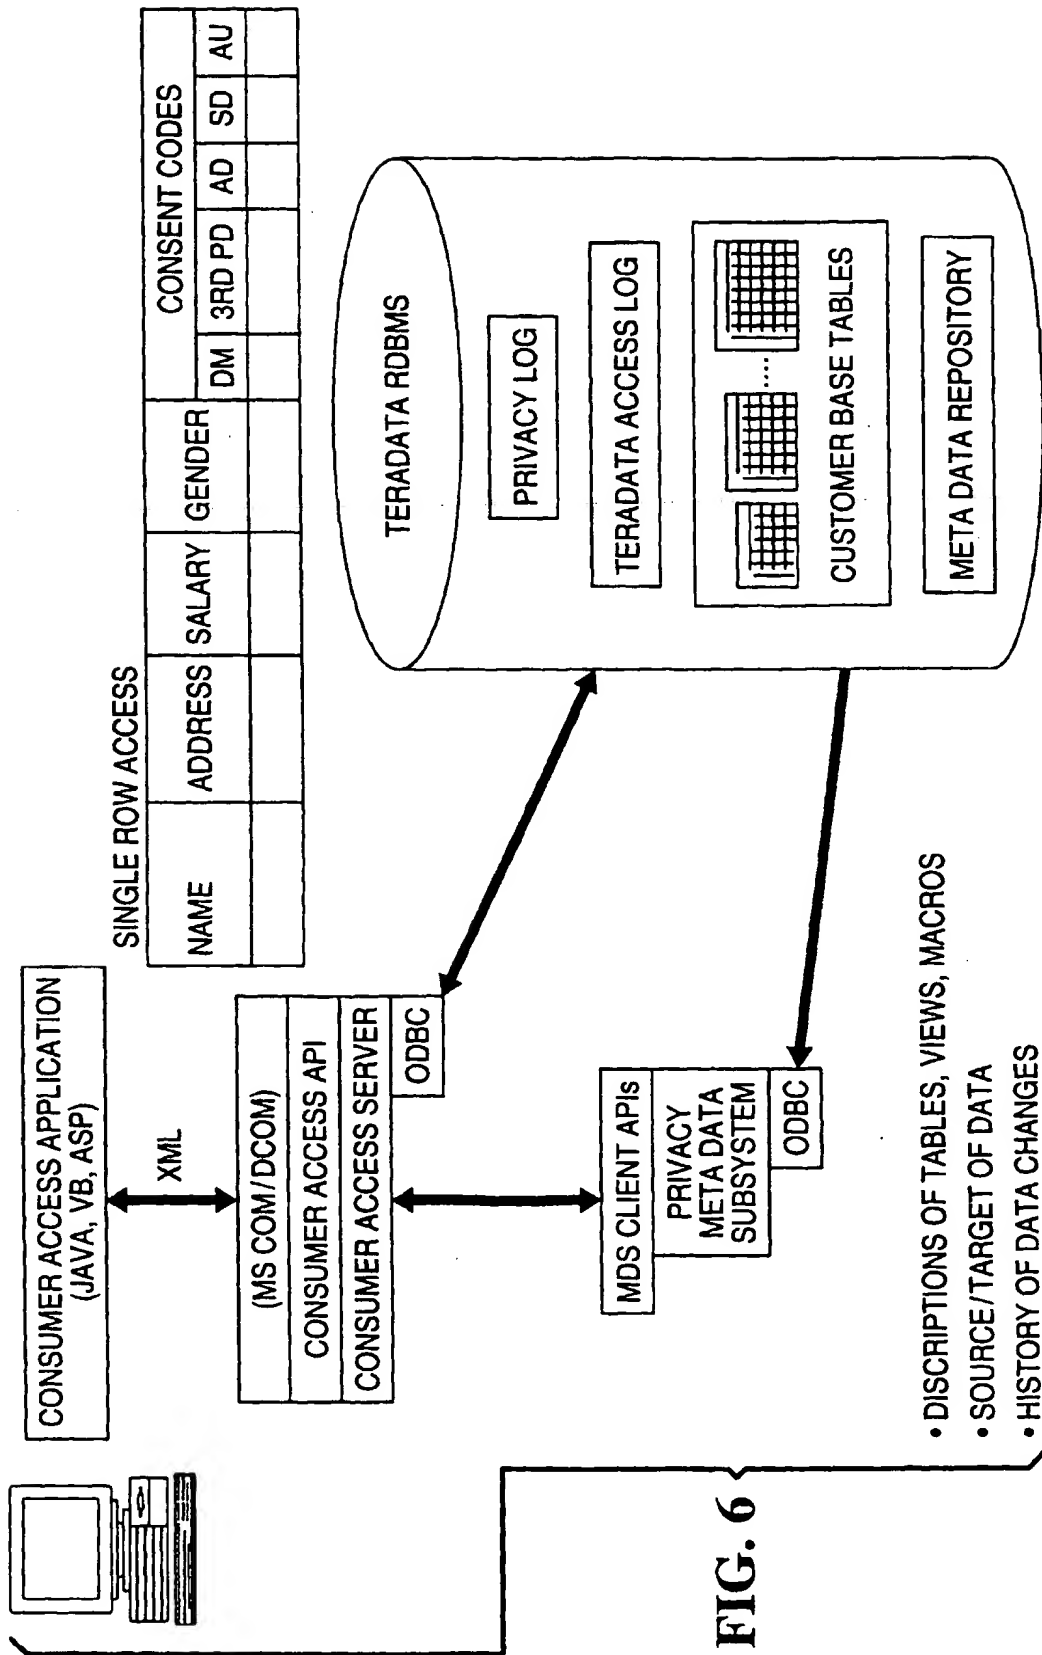 CONSUMER ACCESS APPLICATION
(JAVA, VB, ASP)
XML
(MS COM/DCOM)
CONSUMER ACCESS API
CONSUMER ACCESS SERVER
ODBC
MDS CLIENT APIs
PRIVACY
META DATA
SUBSYSTEM
ODBC
• DISCRIPTIONS OF TABLES, VIEWS, MACROS
• SOURCE/TARGET OF DATA
• HISTORY OF DATA CHANGES
SINGLE ROW ACCESS
NAME
ADDRESS
SALARY
GENDER
CONSENT CODES
DM
3RD PD
AD
SD
AU
TERADATA RDBMS
PRIVACY LOG
TERADATA ACCESS LOG
CUSTOMER BASE TABLES
META DATA REPOSITORY
FIG. 6